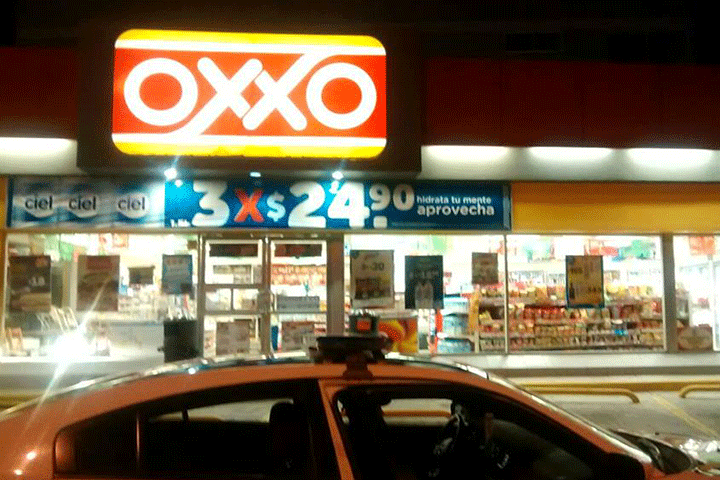 OXXO
ciel ciel ciel
3 X $ 24.90
hidrata tu mente
aprovecha